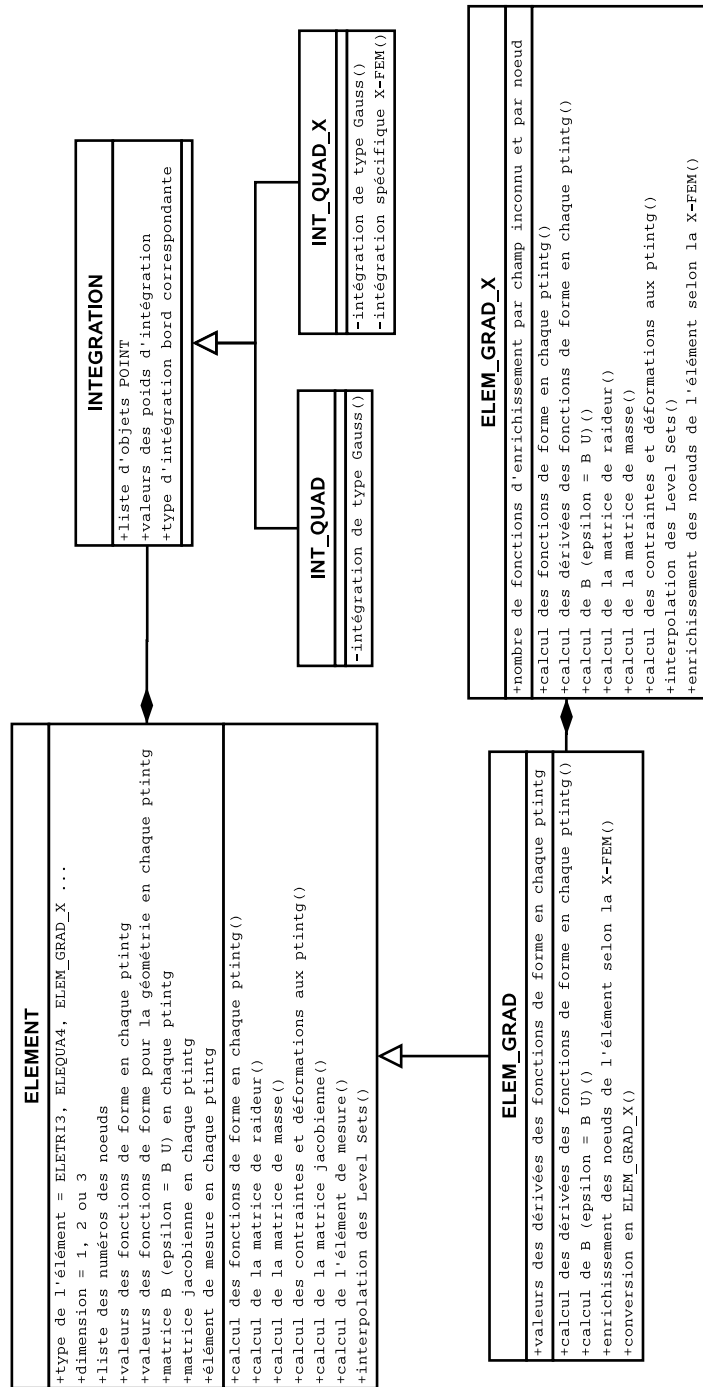 ELEMENT
+type de l'élément = ELETRI3, ELEQUA4, ELEM_GRAD_X ...
+dimension = 1, 2 ou 3
+liste des numéros des noeuds
+valeurs des fonctions de forme en chaque ptintg
+valeurs des fonctions de forme pour la géométrie en chaque ptintg
+matrice B (epsilon = B U) en chaque ptintg
+matrice jacobienne en chaque ptintg
+élément de mesure en chaque ptintg
+calcul des fonctions de forme en chaque ptintg()
+calcul de la matrice de raideur()
+calcul de la matrice de masse()
+calcul des contraintes et déformations aux ptintg()
+calcul de la matrice jacobienne()
+calcul de l'élément de mesure()
+interpolation des Level Sets()
INTEGRATION
+liste d'objets POINT
+valeurs des poids d'intégration
+type d'intégration bord correspondante
INT_QUAD
-intégration de type Gauss()
INT_QUAD_X
-intégration de type Gauss()
-intégration spécifique X-FEM()
ELEM_GRAD
+valeurs des dérivées des fonctions de forme en chaque ptintg
+calcul des dérivées des fonctions de forme en chaque ptintg()
+calcul de B (epsilon = B U)()
+enrichissement des noeuds de l'élément selon la X-FEM()
+conversion en ELEM_GRAD_X()
ELEM_GRAD_X
+nombre de fonctions d'enrichissement par champ inconnu et par noeud
+calcul des fonctions de forme en chaque ptintg()
+calcul des dérivées des fonctions de forme en chaque ptintg()
+calcul de B (epsilon = B U)()
+calcul de la matrice de raideur()
+calcul de la matrice de masse()
+calcul des contraintes et déformations aux ptintg()
+interpolation des Level Sets()
+enrichissement des noeuds de l'élément selon la X-FEM()